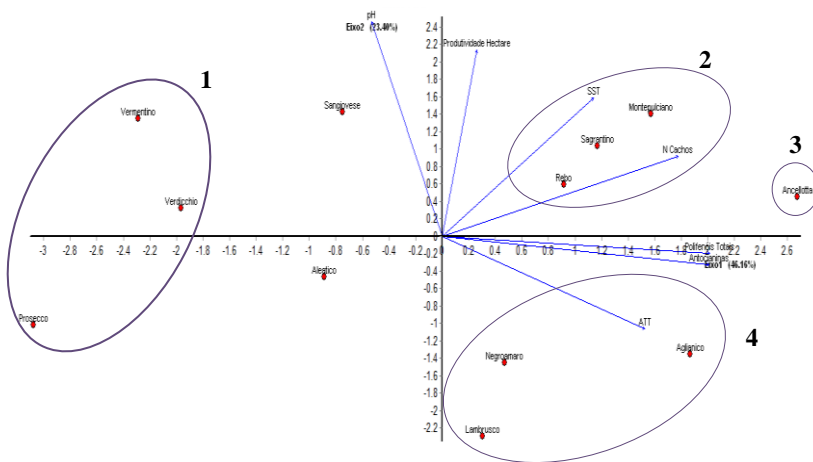 pH
Eixo2 (23.40%)
2.4
2.2
2
1.8
1.6
1.4
1.2
1
0.8
0.6
0.4
0.2
0
-0.2
-0.4
-0.6
-0.8
-1
-1.2
-1.4
-1.6
-1.8
-2
-2.2
Produtividade Hectare
1
2
3
4
Vermentino
Sangiovese
SST
Montepulciano
Sagrantino
N Cachos
Rebo
Ancellotta
Verdicchio
-3 -2.8 -2.6 -2.4 -2.2 -2 -1.8 -1.6 -1.4 -1.2 -1 -0.8 -0.6 -0.4 -0.2 0 0.2 0.4 0.6 0.8 1 1.2 1.4 1.6 1.8 2 2.2 2.4 2.6
Polifenois Totais
Antocianinas
Eixo1 (46.16%)
Aleatico
Prosecco
ATT
Negroamaro
Aglianico
Lambrusco